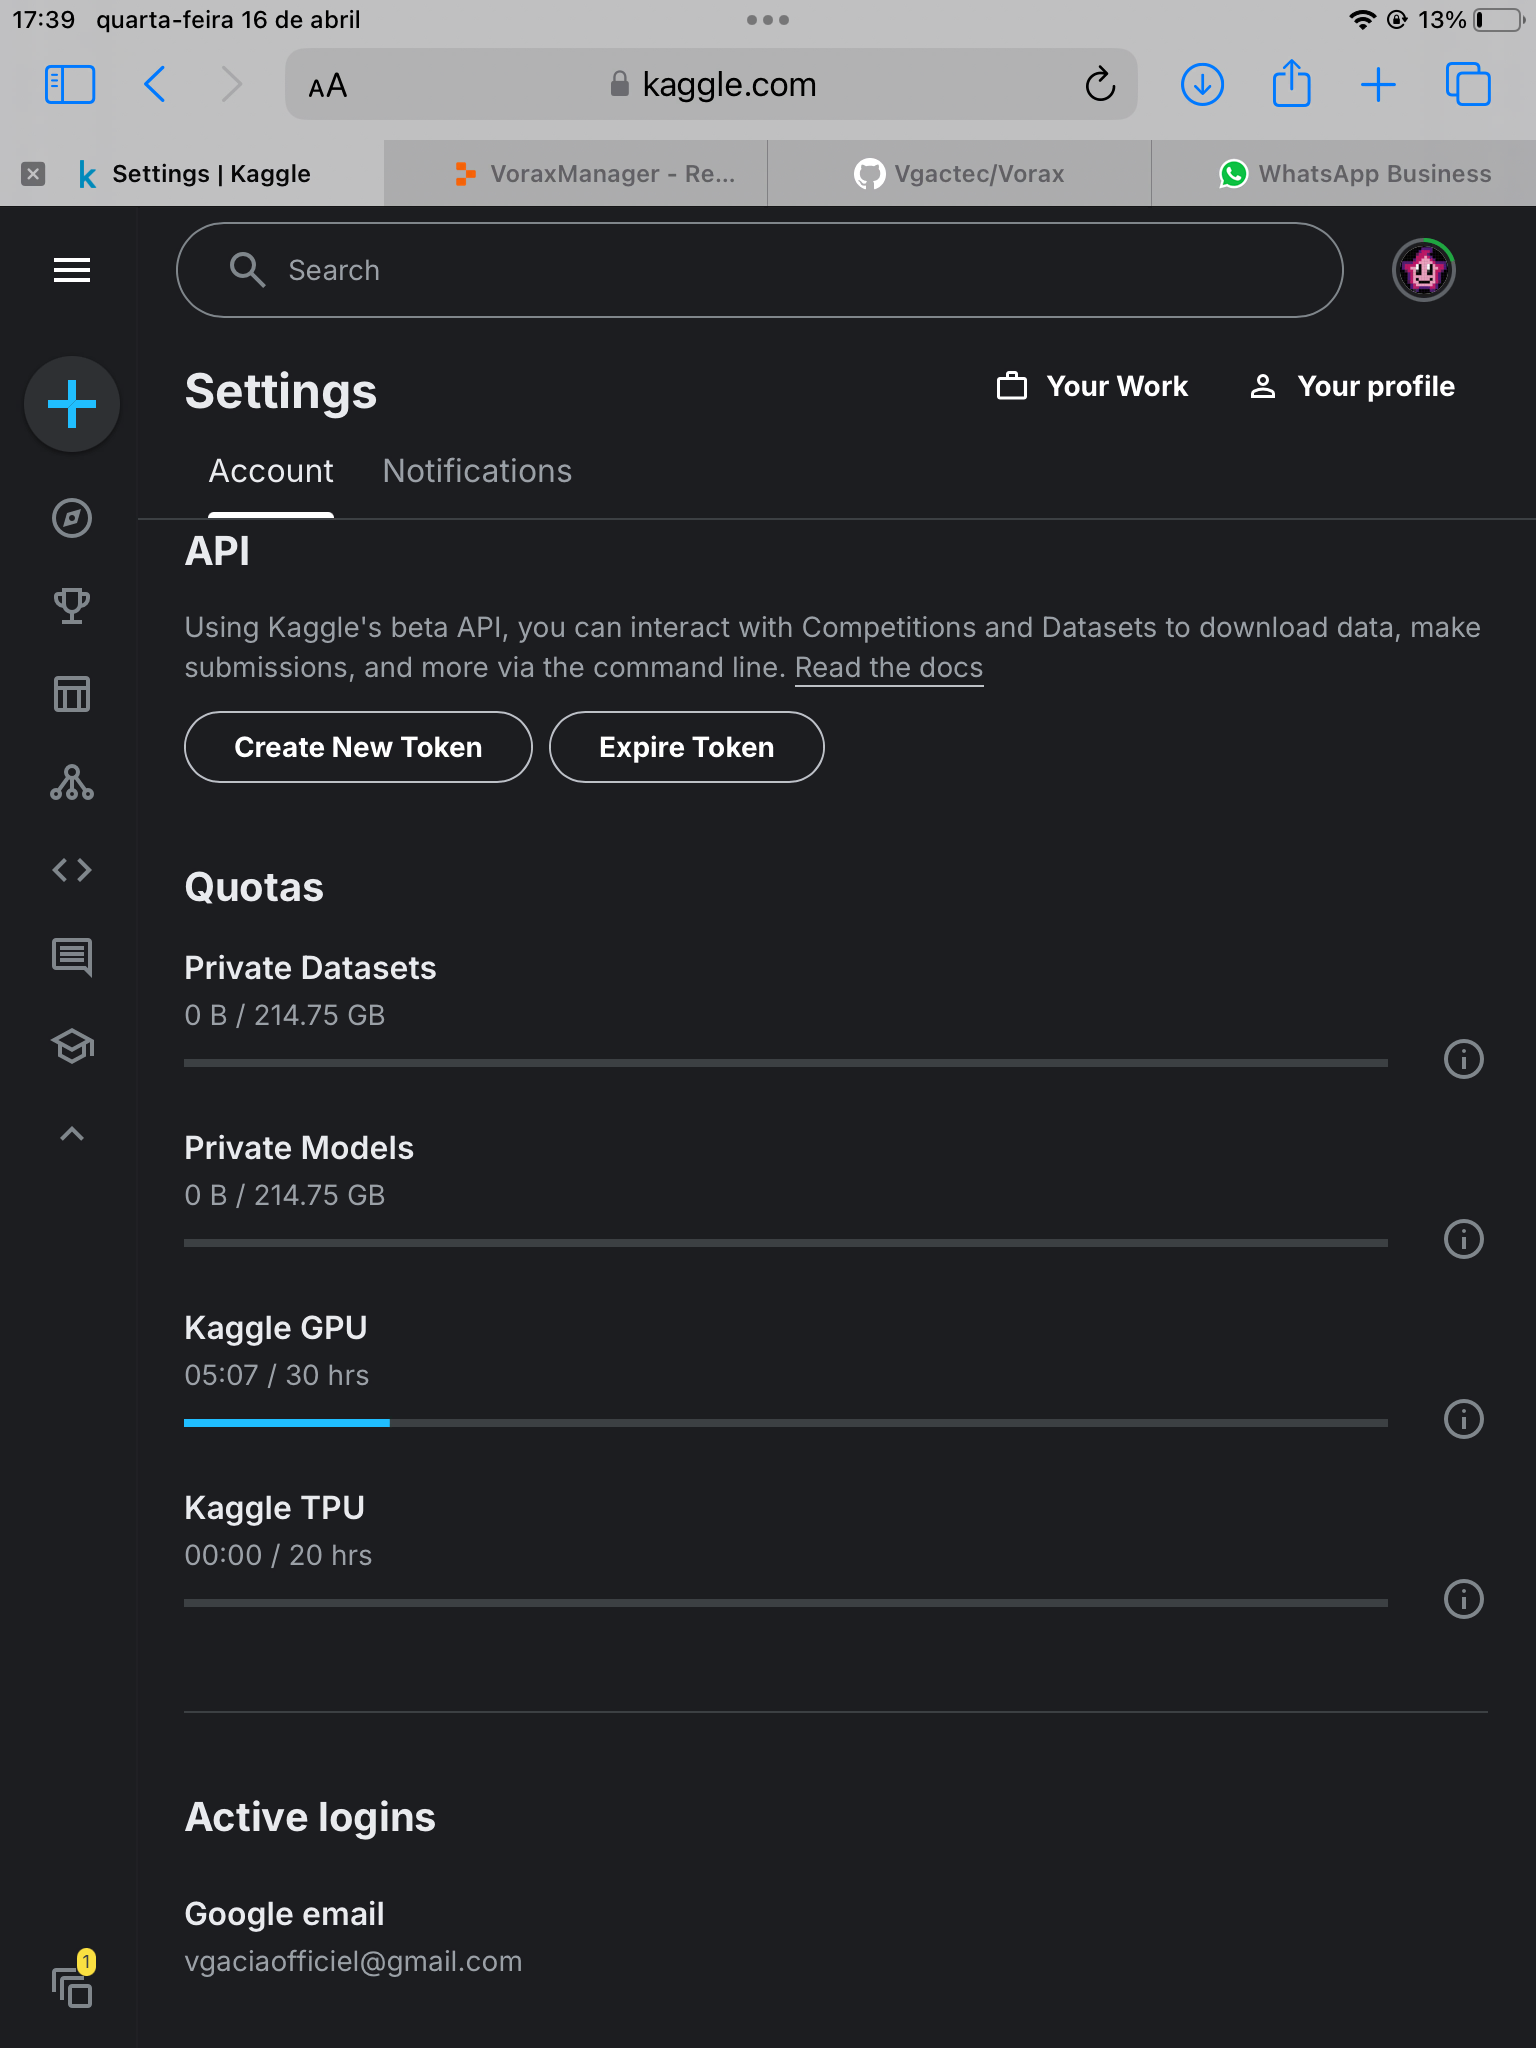 17:39 quarta-feira 16 de abril
13%
AA kaggle.com
k Settings | Kaggle
VoraxManager - Re...
Vgactec/Vorax
WhatsApp Business
Search
Settings
Your Work
Your profile
Account
Notifications
API
Using Kaggle's beta API, you can interact with Competitions and Datasets to download data, make
submissions, and more via the command line. Read the docs
Create New Token
Expire Token
Quotas
Private Datasets
0 B / 214.75 GB
Private Models
0 B / 214.75 GB
Kaggle GPU
05:07 / 30 hrs
Kaggle TPU
00:00 / 20 hrs
Active logins
Google email
vgaciaofficiel@gmail.com
1